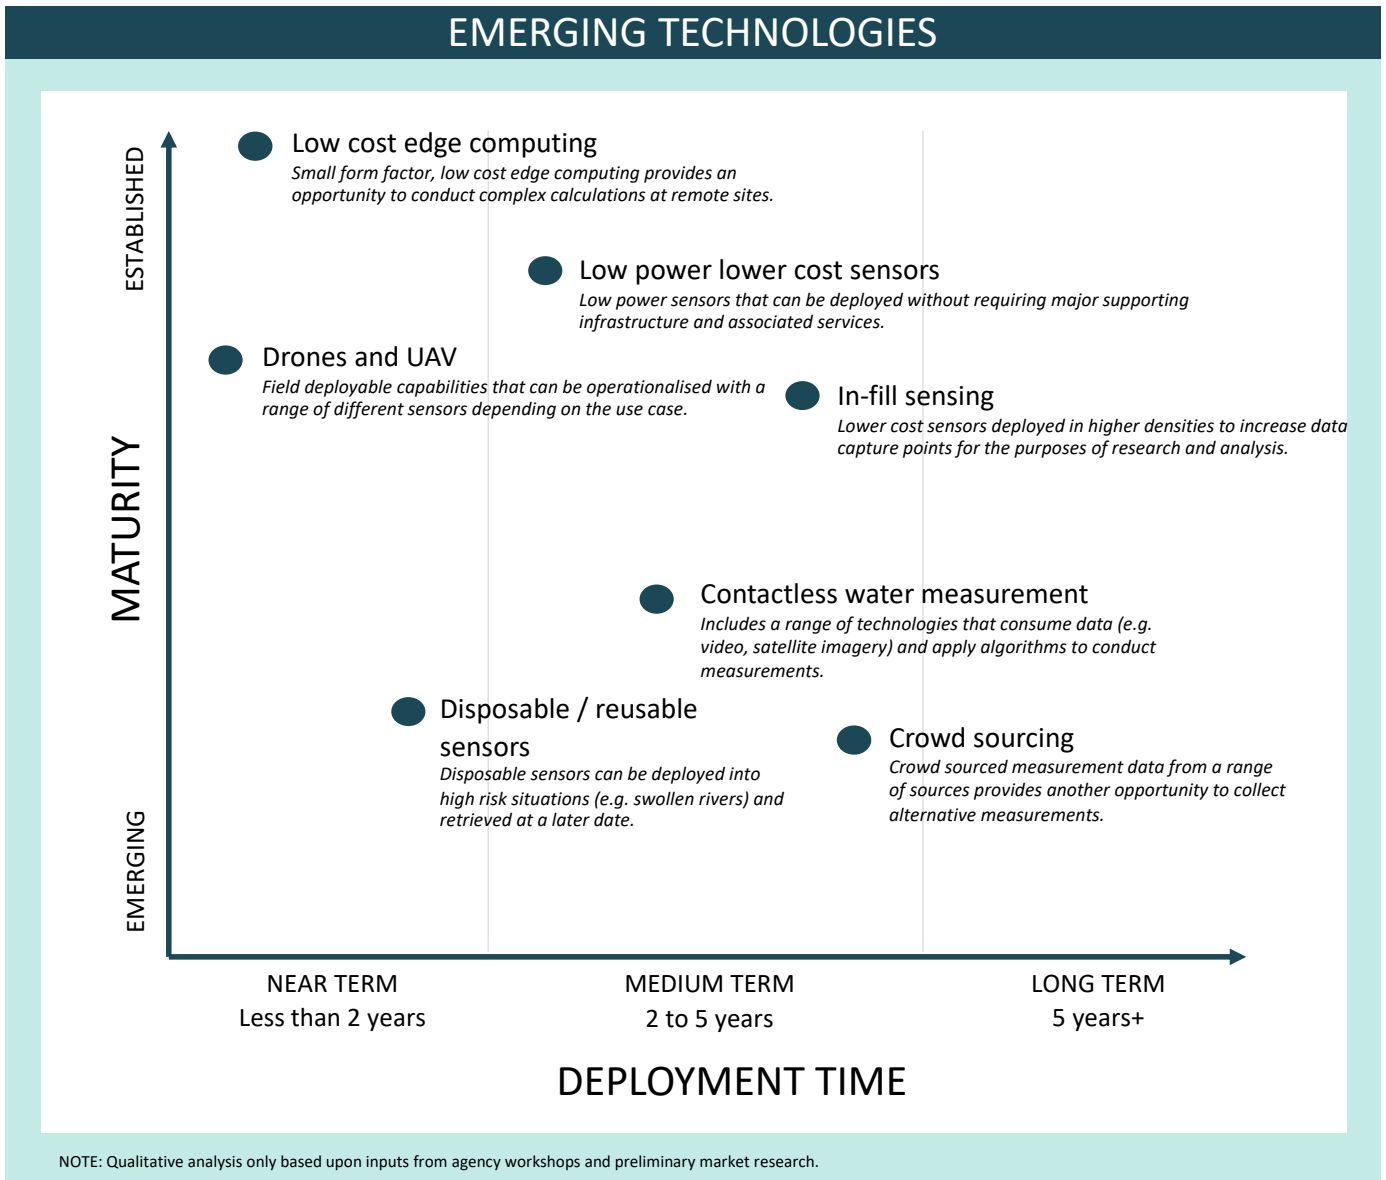 EMERGING TECHNOLOGIES
ESTABLISHED
MATURITY
EMERGING
Low cost edge computing
Small form factor, low cost edge computing provides an
opportunity to conduct complex calculations at remote sites.
Low power lower cost sensors
Low power sensors that can be deployed without requiring major supporting
infrastructure and associated services.
Drones and UAV
Field deployable capabilities that can be operationalised with a
range of different sensors depending on the use case.
In-fill sensing
Lower cost sensors deployed in higher densities to increase data
capture points for the purposes of research and analysis.
Contactless water measurement
Includes a range of technologies that consume data (e.g.
video, satellite imagery) and apply algorithms to conduct
measurements.
Disposable / reusable
sensors
Disposable sensors can be deployed into
high risk situations (e.g. swollen rivers) and
retrieved at a later date.
Crowd sourcing
Crowd sourced measurement data from a range
of sources provides another opportunity to collect
alternative measurements.
NEAR TERM
Less than 2 years
MEDIUM TERM
2 to 5 years
LONG TERM
5 years+
DEPLOYMENT TIME
NOTE: Qualitative analysis only based upon inputs from agency workshops and preliminary market research.